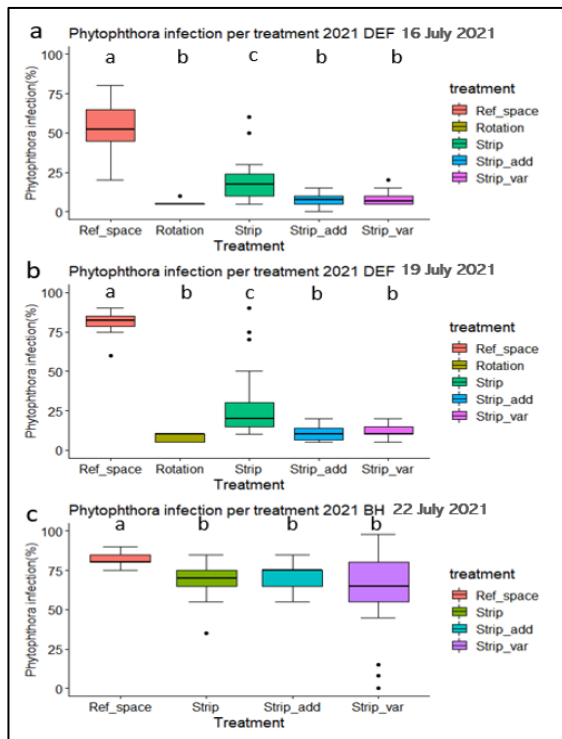 a
Phytophthora infection per treatment 2021 DEF 16 July 2021
a b c b b
100
75
50
25
0
Phytophthora infection(%)
Ref_space Rotation Strip Strip_add Strip_var
Treatment
treatment
Ref_space
Rotation
Strip
Strip_add
Strip_var
b
Phytophthora infection per treatment 2021 DEF 19 July 2021
a b c b b
100
75
50
25
0
Phytophthora infection(%)
Ref_space Rotation Strip Strip_add Strip_var
Treatment
treatment
Ref_space
Rotation
Strip
Strip_add
Strip_var
c
Phytophthora infection per treatment 2021 BH 22 July 2021
a b b b
100
75
50
25
0
Phytophthora infection(%)
Ref_space Strip Strip_add Strip_var
Treatment
treatment
Ref_space
Strip
Strip_add
Strip_var